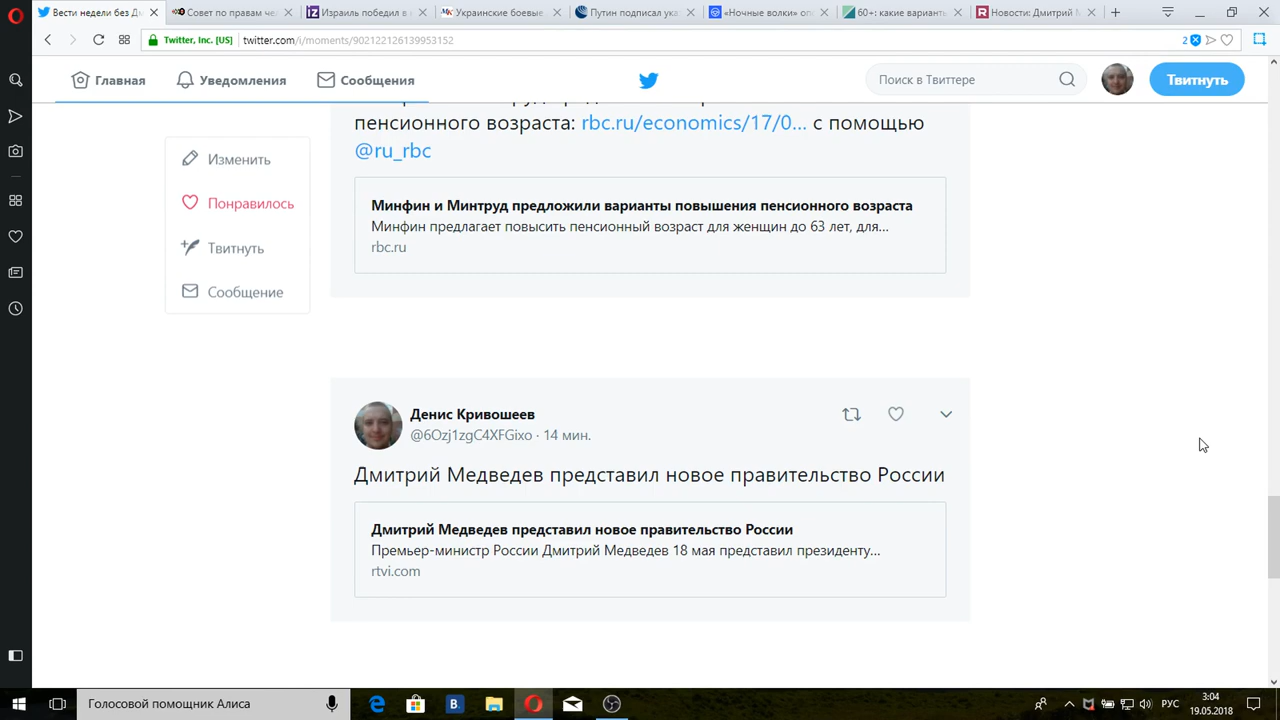 Вести недели без Д
Совет по правам чел
Израиль победил в к
Украинские боевые
Путин подписал указ
«Ночные волки» оп
60+: какие варианты
Новости: Дмитрий М
Twitter, Inc. [US]
twitter.com/i/moments/902122126139953152
2
Главная
Уведомления
Сообщения
Поиск в Твиттере
Твитнуть
пенсионного возраста: rbc.ru/economics/17/0... с помощью
@ru_rbc
Изменить
Понравилось
Твитнуть
Сообщение
Минфин и Минтруд предложили варианты повышения пенсионного возраста
Минфин предлагает повысить пенсионный возраст для женщин до 63 лет, для...
rbc.ru
Денис Кривошеев
@6Ozj1zgC4XFGixo · 14 мин.
Дмитрий Медведев представил новое правительство России
Дмитрий Медведев представил новое правительство России
Премьер-министр России Дмитрий Медведев 18 мая представил президенту...
rtvi.com
Голосовой помощник Алиса
РУС
3:04
19.05.2018